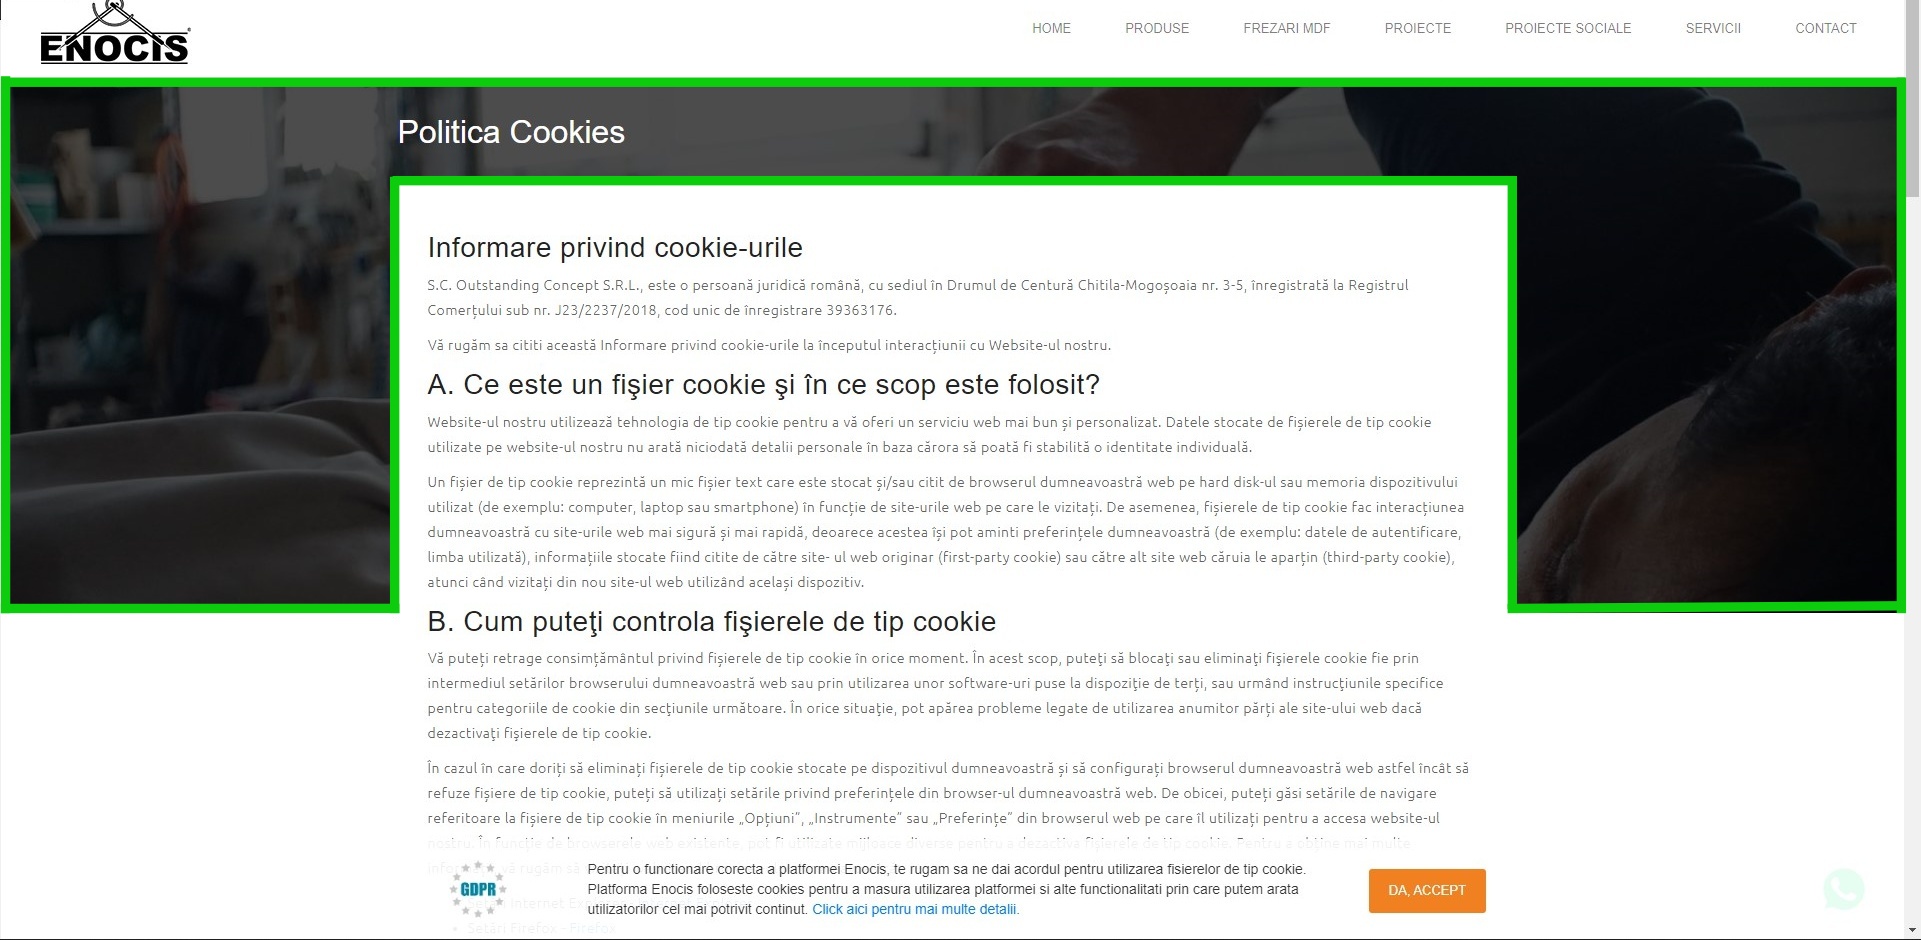 ENOCIS
HOME PRODUSE FREZARI MDF PROIECTE PROIECTE SOCIALE SERVICII CONTACT
Politica Cookies
Informare privind cookie-urile
S.C. Outstanding Concept S.R.L., este o persoană juridică română, cu sediul în Drumul de Centură Chitila-Mogoșoaia nr. 3-5, înregistrată la Registrul
Comerțului sub nr. J23/2237/2018, cod unic de înregistrare 39363176.
Vă rugăm sa cititi această Informare privind cookie-urile la începutul interacțiunii cu Website-ul nostru.
A. Ce este un fişier cookie şi în ce scop este folosit?
Website-ul nostru utilizează tehnologia de tip cookie pentru a vă oferi un serviciu web mai bun și personalizat. Datele stocate de fișierele de tip cookie
utilizate pe website-ul nostru nu arată niciodată detalii personale în baza cărora să poată fi stabilită o identitate individuală.
Un fișier de tip cookie reprezintă un mic fișier text care este stocat și/sau citit de browserul dumneavoastră web pe hard disk-ul sau memoria dispozitivului
utilizat (de exemplu: computer, laptop sau smartphone) în funcție de site-urile web pe care le vizitați. De asemenea, fișierele de tip cookie fac interacțiunea
dumneavoastră cu site-urile web mai sigură și mai rapidă, deoarece acestea își pot aminti preferințele dumneavoastră (de exemplu: datele de autentificare,
limba utilizată), informațiile stocate fiind citite de către site- ul web originar (first-party cookie) sau către alt site web căruia le aparțin (third-party cookie),
atunci când vizitați din nou site-ul web utilizând același dispozitiv.
B. Cum puteţi controla fişierele de tip cookie
Vă puteți retrage consimțământul privind fișierele de tip cookie în orice moment. În acest scop, puteţi să blocați sau eliminați fişierele cookie fie prin
intermediul setărilor browserului dumneavoastră web sau prin utilizarea unor software-uri puse la dispoziţie de terți, sau urmând instrucţiunile specifice
pentru categoriile de cookie din secţiunile următoare. În orice situaţie, pot apărea probleme legate de utilizarea anumitor părți ale site-ului web dacă
dezactivaţi fişierele de tip cookie.
În cazul în care doriți să eliminați fișierele de tip cookie stocate pe dispozitivul dumneavoastră și să configurați browserul dumneavoastră web astfel încât să
refuze fișiere de tip cookie, puteți să utilizați setările privind preferințele din browser-ul dumneavoastră web. De obicei, puteți găsi setările de navigare
referitoare la fișiere de tip cookie în meniurile „Opțiuni”, „Instrumente” sau „Preferințe” din browserul web pe care îl utilizați pentru a accesa website-ul
nostru. În funcție de browserele web existente, pot fi utilizate mijloace diverse pentru a dezactiva fișierele de tip cookie. Pentru a obține mai multe
vă rugăm să
GDPR
Pentru o functionare corecta a platformei Enocis, te rugam sa ne dai acordul pentru utilizarea fisierelor de tip cookie.
Platforma Enocis foloseste cookies pentru a masura utilizarea platformei si alte functionalitati prin care putem arata
utilizatorilor cel mai potrivit continut. Click aici pentru mai multe detalii.
DA, ACCEPT
Setări Firefox - Firefox